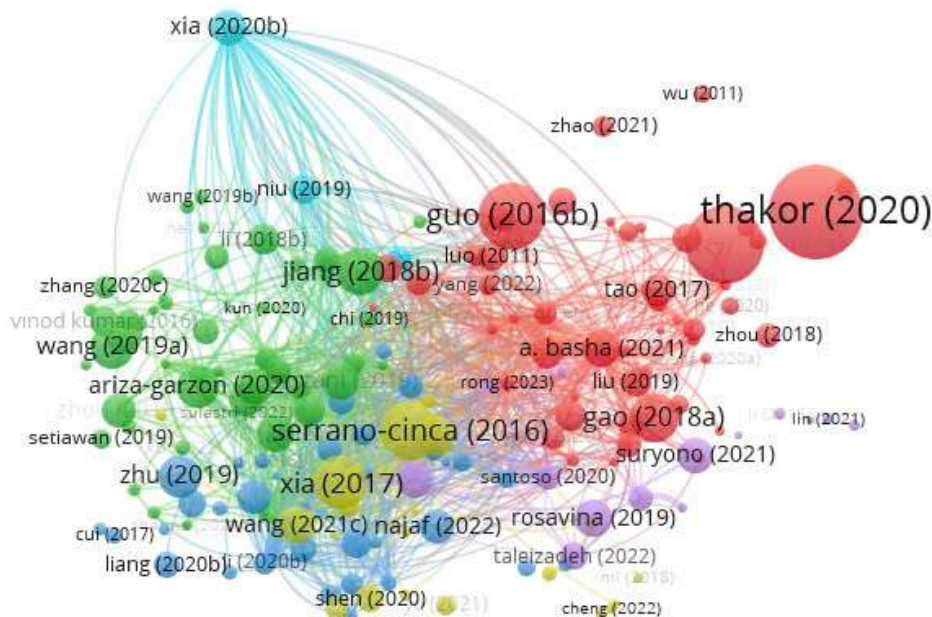 xia (2020b)
wu (2011)
zhao (2021)
wang (2019b)
niu (2019)
thakor (2020)
guo (2016b)
li (2018b)
luo (2011)
jiang (2018b)
yang (2022)
zhang (2020c)
tao (2017)
kun (2020)
vinod kumar (2016)
chi (2019)
zhou (2018)
wang (2019a)
a. basha (2021)
ariza-garzon (2020)
rong (2023)
liu (2019)
sulastri (2022)
gao (2018a)
lin (2021)
serrano-cinca (2016)
setiawan (2019)
suryono (2021)
zhu (2019)
xia (2017)
santoso (2020)
wang (2021c)
najaf (2022)
rosavina (2019)
cui (2017)
taleizadeh (2022)
liang (2020b)
li (2020b)
mi (2018)
shen (2020)
cheng (2022)